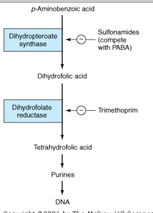 p-Aminobenzoic acid
Dihydropteroate
synthase
Sulfonamides
(compete
with PABA)
Dihydrofolic acid
Dihydrofolate
reductase
Trimethoprim
Tetrahydrofolic acid
Purines
DNA